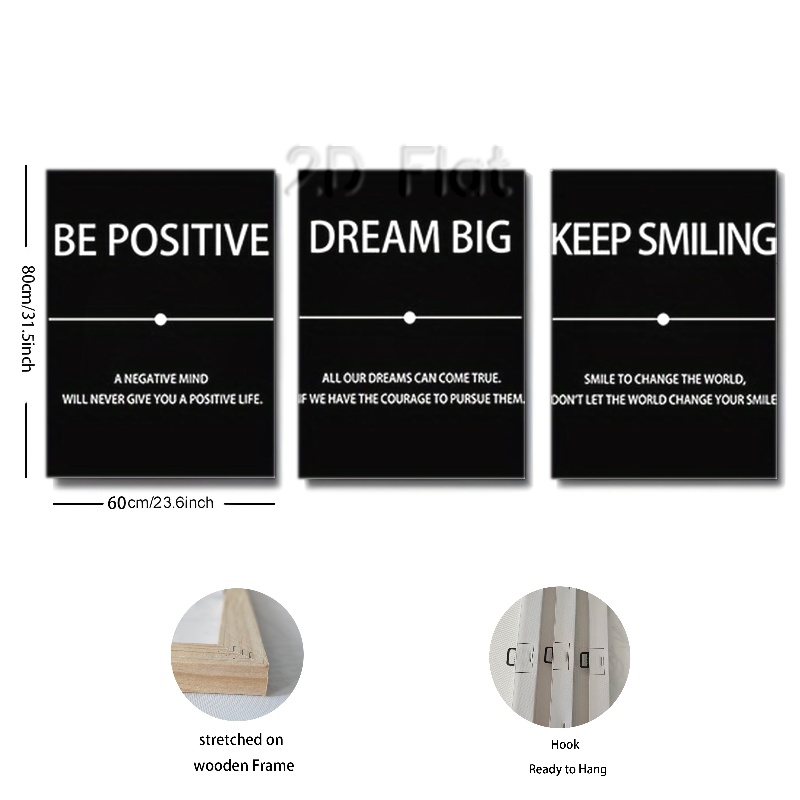 2D Flat
BE POSITIVE
A NEGATIVE MIND
WILL NEVER GIVE YOU A POSITIVE LIFE.
DREAM BIG
ALL OUR DREAMS CAN COME TRUE.
IF WE HAVE THE COURAGE TO PURSUE THEM.
KEEP SMILING
SMILE TO CHANGE THE WORLD,
DON'T LET THE WORLD CHANGE YOUR SMILE
80cm/31.5inch
60cm/23.6inch
stretched on
wooden Frame
Hook
Ready to Hang